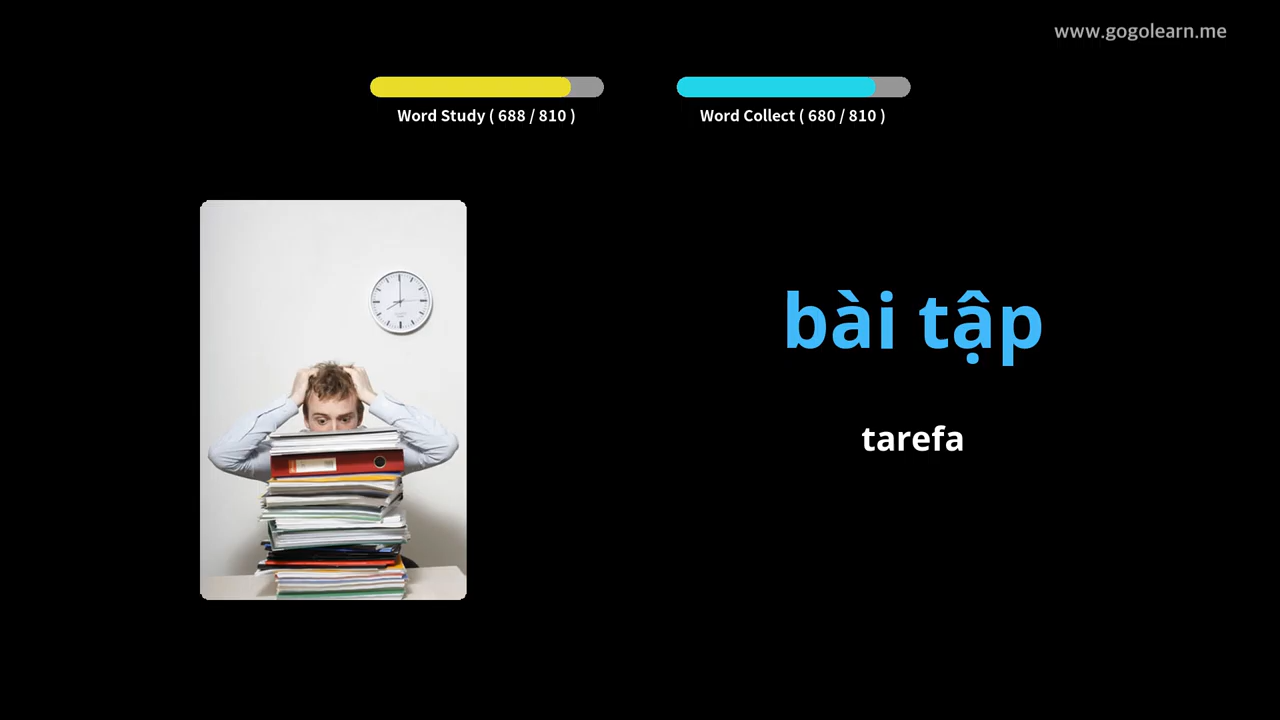 www.gogolearn.me
Word Study ( 688 / 810 )
Word Collect ( 680 / 810 )
bài tập
tarefa